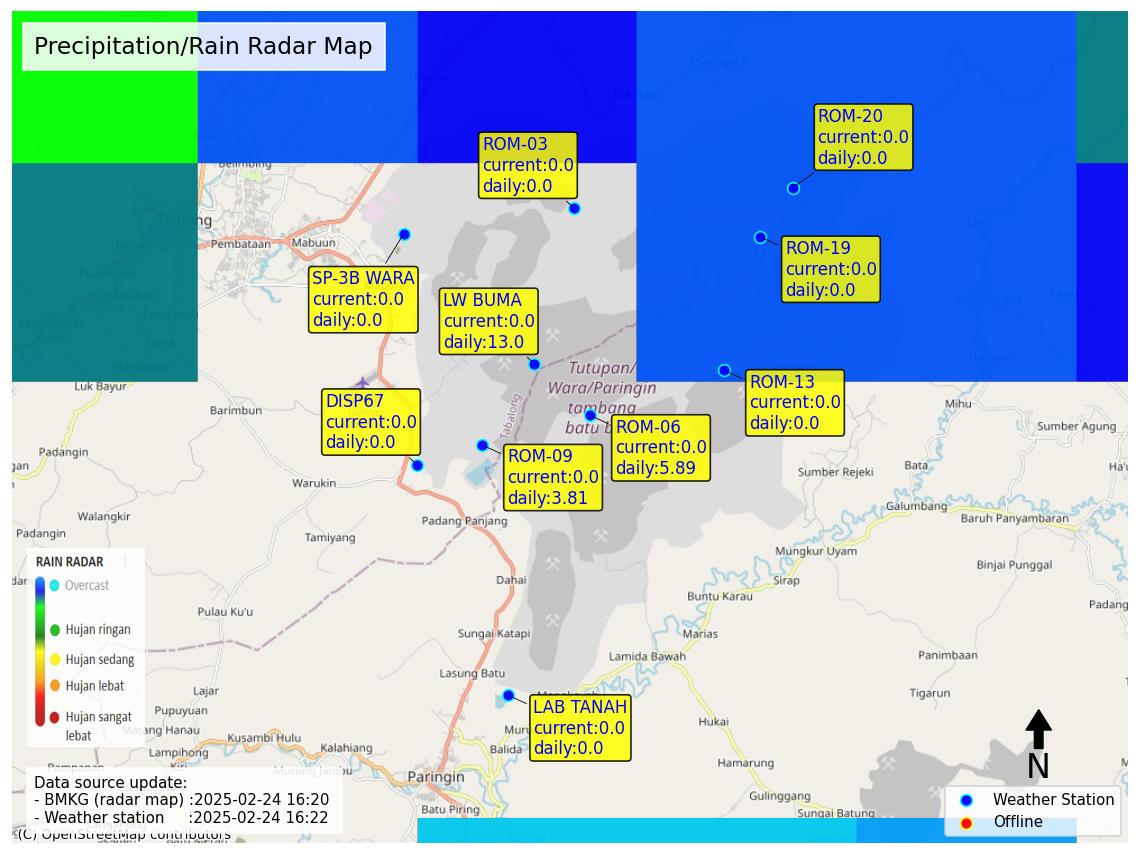 Precipitation/Rain Radar Map
ROM-20
current:0.0
daily:0.0
ROM-03
current:0.0
daily:0.0
Belimbing
Tanjung
Pembataan
Mabuun
ROM-19
current:0.0
daily:0.0
SP-3B WARA
current:0.0
daily:0.0
LW BUMA
current:0.0
daily:13.0
Luk Bayur
Tutupan/
Wara/Paringin
tambang
Tabalong
ROM-13
current:0.0
daily:0.0
DISP67
current:0.0
daily:0.0
ROM-06
current:0.0
daily:5.89
ROM-09
current:0.0
daily:3.81
Barimbun
Mihu
Sumber Agung
Padangin
Warukin
Sumber Rejeki
Bata
Galumbang
Baruh Panyambaran
Walangkir
Padangin
Tamiyang
Padang Panjang
Mungkur Uyam
Binjai Punggal
Dahai
Sirap
Buntu Karau
Padang
Pulau Ku'u
Sungai Katapi
Marias
Lamida Bawah
Panimbaan
Lasung Batu
Tigarun
Lajar
Pupuyuan
Matang Hanau
Lampihong
Kusambi Hulu
Kalahiang
Murung Jambu
LAB TANAH
current:0.0
daily:0.0
Balida
Hukai
Hamarung
Paringin
Batu Piring
Gulinggang
Sungai Batung
RAIN RADAR
Overcast
Hujan ringan
Hujan sedang
Hujan lebat
Hujan sangat
lebat
Data source update:
- BMKG (radar map) :2025-02-24 16:20
- Weather station :2025-02-24 16:22
(C) OpenStreetMap contributors
N
Weather Station
Offline